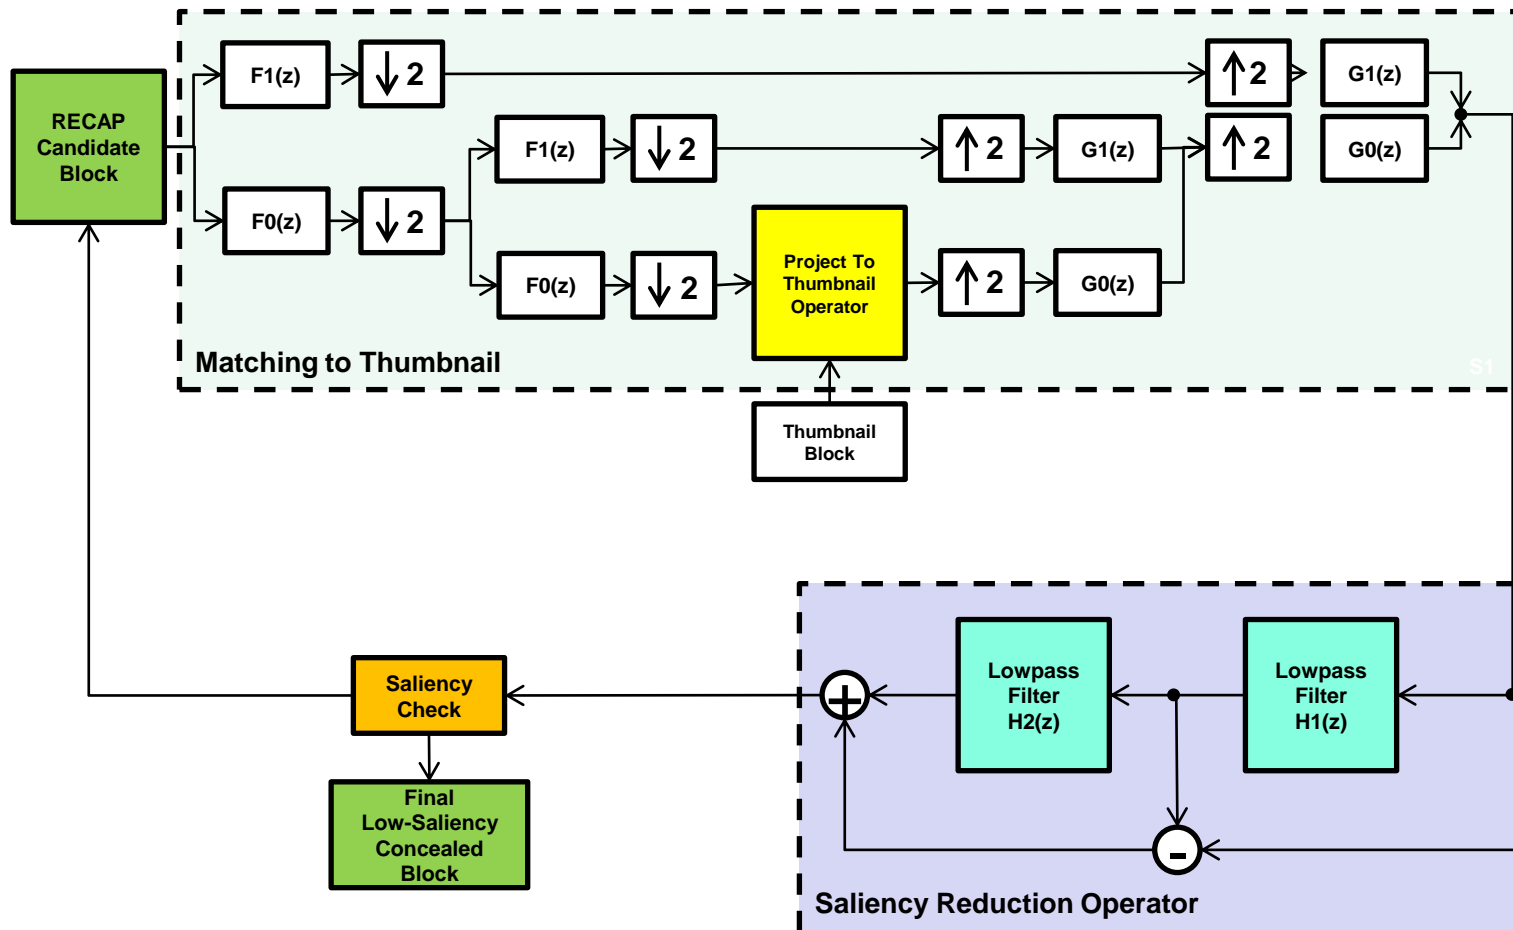 F1(z)
↓ 2
↑ 2
G1(z)
RECAP
Candidate
Block
F1(z)
↓ 2
↑ 2
G1(z)
↑ 2
G0(z)
F0(z)
↓ 2
F0(z)
↓ 2
Project To
Thumbnail
Operator
↑ 2
G0(z)
Matching to Thumbnail
S1
Thumbnail
Block
Lowpass
Filter
H2(z)
Lowpass
Filter
H1(z)
Saliency
Check
+
Final
Low-Saliency
Concealed
Block
-
Saliency Reduction Operator